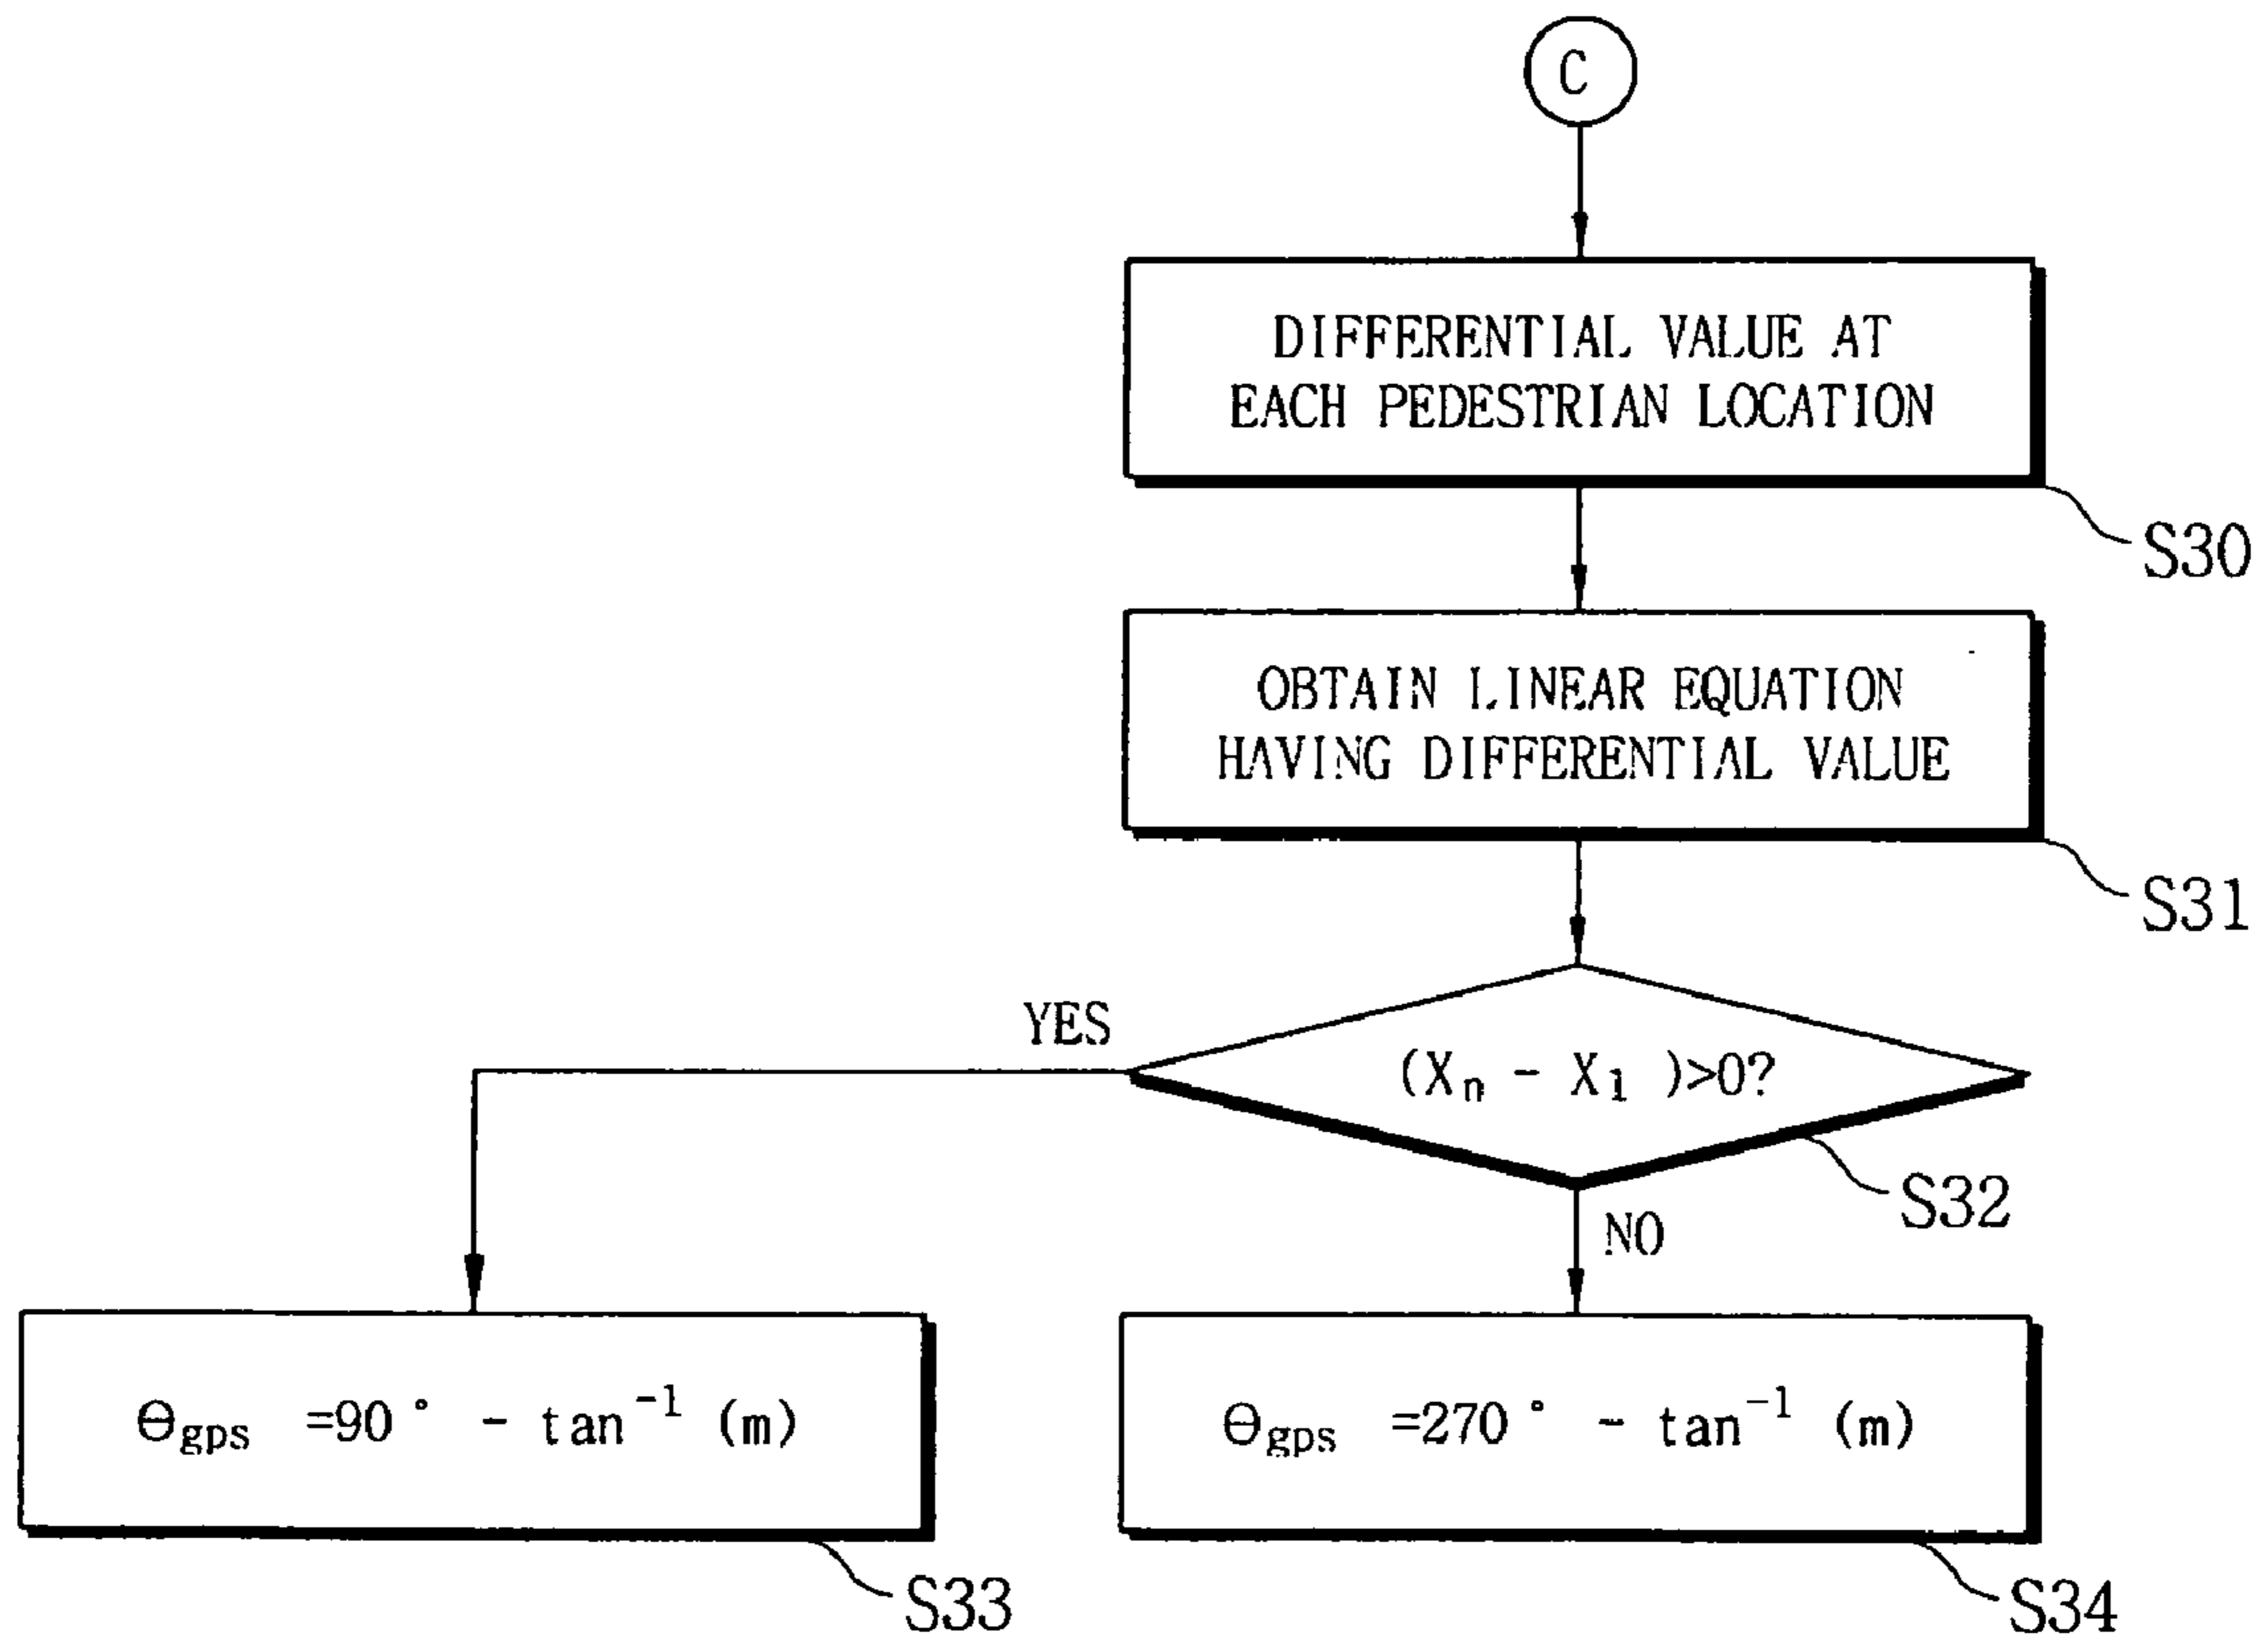 C
DIFFERENTIAL VALUE AT
EACH PEDESTRIAN LOCATION
S30
OBTAIN LINEAR EQUATION
HAVING DIFFERENTIAL VALUE
S31
YES
(Xn - X1 )>0?
S32
NO
Θgps =90° - tan⁻¹ (m)
S33
Θgps =270° - tan⁻¹ (m)
S34